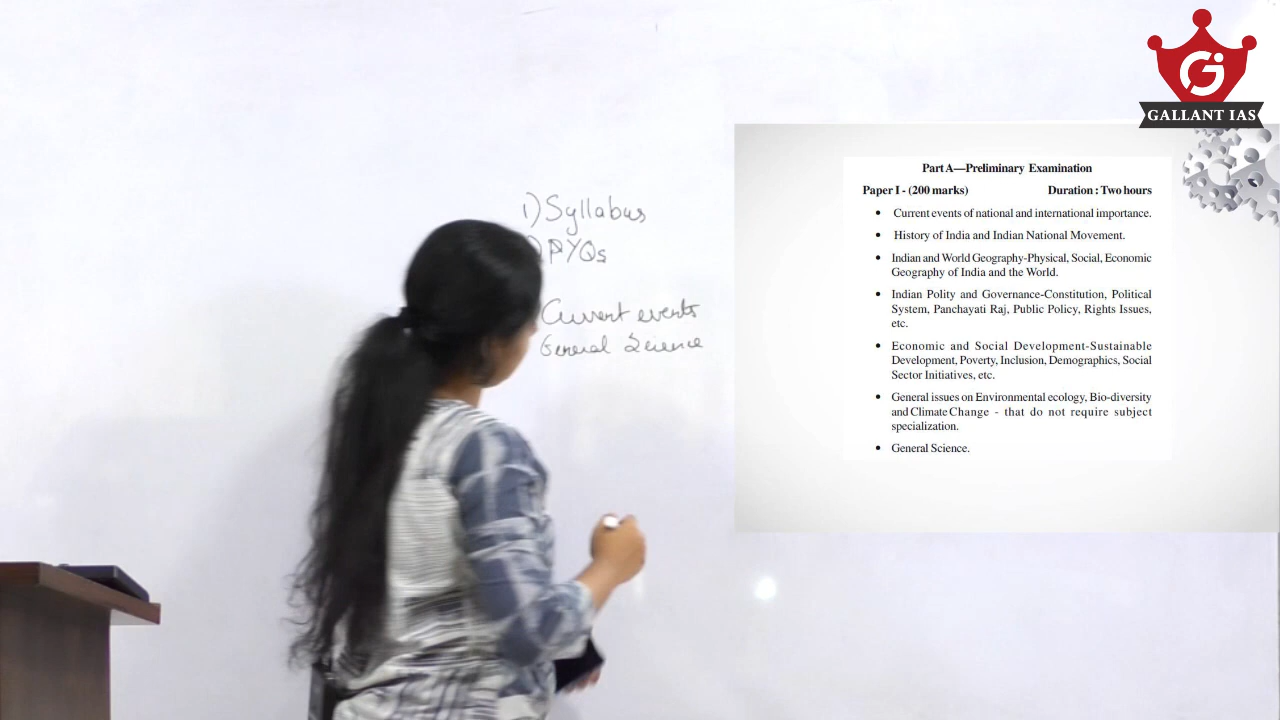 GALLANT IAS
1) Syllabus
PYQs
Current events
General Science
Part A—Preliminary Examination
Paper I - (200 marks) Duration : Two hours
• Current events of national and international importance.
• History of India and Indian National Movement.
• Indian and World Geography-Physical, Social, Economic
Geography of India and the World.
• Indian Polity and Governance-Constitution, Political
System, Panchayati Raj, Public Policy, Rights Issues,
etc.
• Economic and Social Development-Sustainable
Development, Poverty, Inclusion, Demographics, Social
Sector Initiatives, etc.
• General issues on Environmental ecology, Bio-diversity
and Climate Change - that do not require subject
specialization.
• General Science.